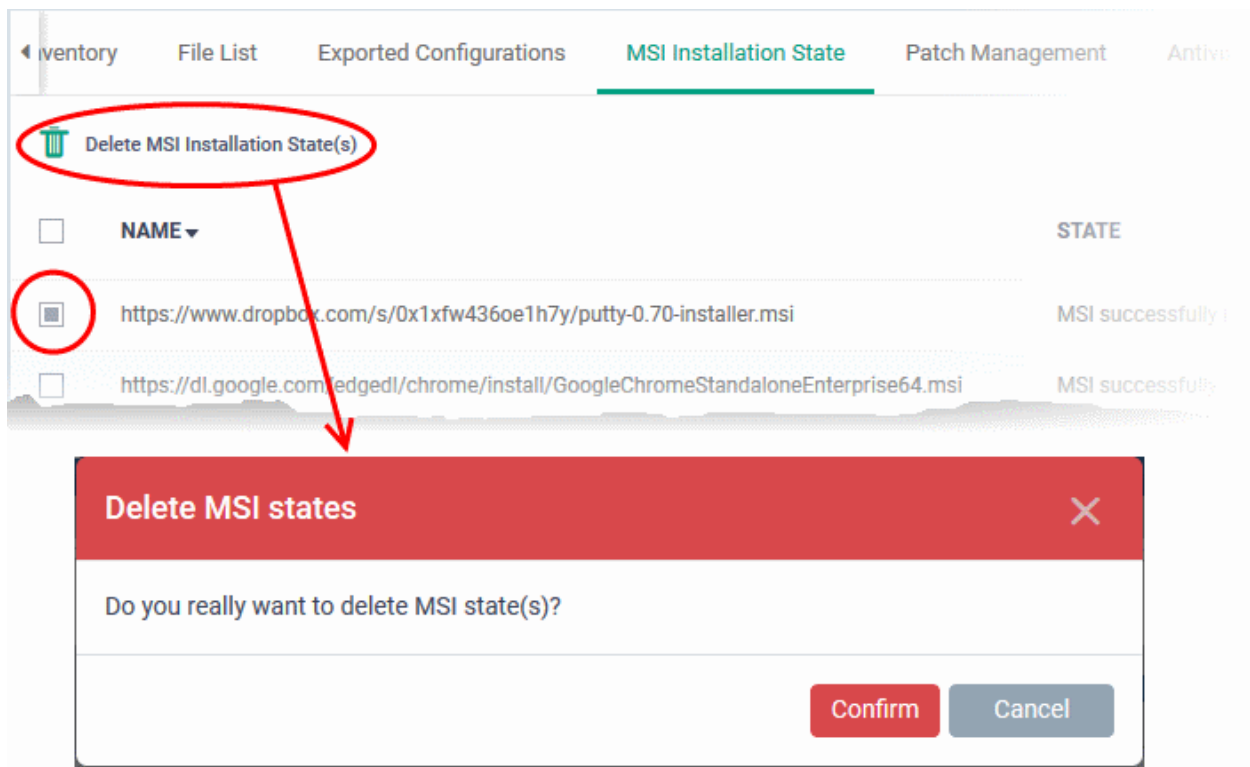 File List Exported Configurations MSI Installation State Patch Management
Delete MSI Installation State(s)
NAME STATE
https://www.dropbox.com/s/0x1xfw436oe1h7y/putty-0.70-installer.msi MSI successfully
https://dl.google.com/edgedl/chrome/install/GoogleChromeStandaloneEnterprise64.msi MSI successfully
Delete MSI states
Do you really want to delete MSI state(s)?
Confirm Cancel